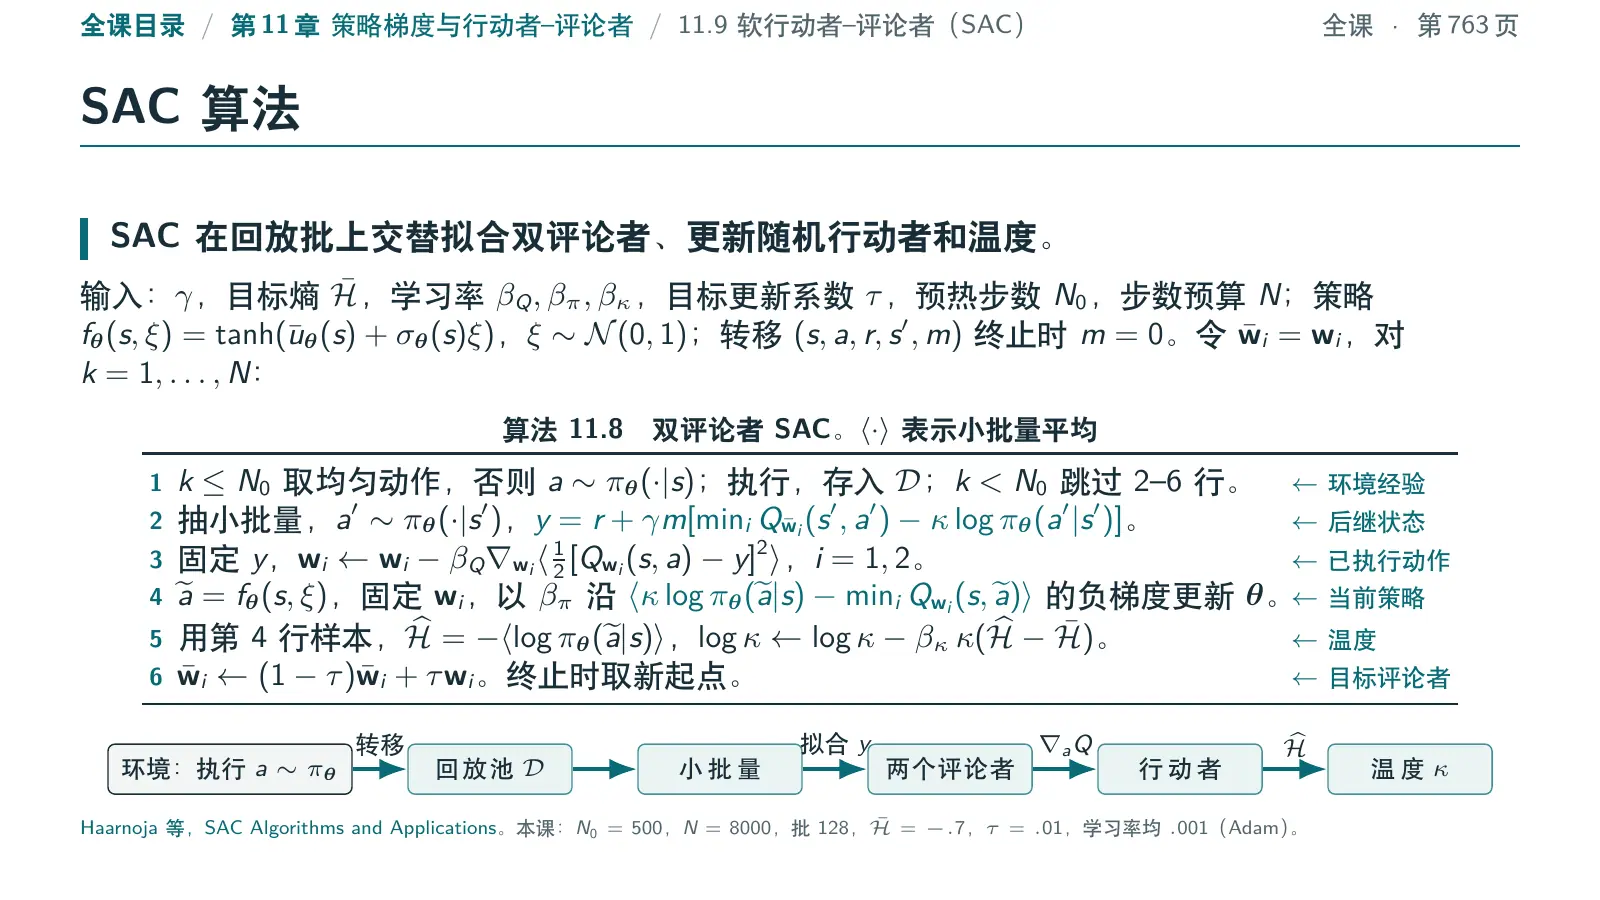 全课目录 / 第 11 章 策略梯度与行动者–评论者 / 11.9 软行动者–评论者（SAC） 全课 · 第 763 页
SAC 算法
SAC 在回放批上交替拟合双评论者、更新随机行动者和温度。
输入：γ，目标熵 H̄，学习率 β_Q, β_π, β_κ，目标更新系数 τ，预热步数 N₀，步数预算 N；策略
f_θ(s, ξ) = tanh(ū_θ(s) + σ_θ(s)ξ)，ξ ∼ 𝒩(0, 1)；转移 (s, a, r, s′, m) 终止时 m = 0。令 w̄_i = w_i，对
k = 1, . . . , N：
算法 11.8 双评论者 SAC。⟨·⟩ 表示小批量平均
1 k ≤ N₀ 取均匀动作，否则 a ∼ π_θ(·|s)；执行，存入 𝒟；k < N₀ 跳过 2–6 行。 ← 环境经验
2 抽小批量，a′ ∼ π_θ(·|s′)，y = r + γm[min_i Q_w̄_i(s′, a′) − κ log π_θ(a′|s′)]。 ← 后继状态
3 固定 y，w_i ← w_i − β_Q∇_w_i⟨½[Q_w_i(s, a) − y]²⟩，i = 1, 2。 ← 已执行动作
4 ã = f_θ(s, ξ)，固定 w_i，以 β_π 沿 ⟨κ log π_θ(ã|s) − min_i Q_w_i(s, ã)⟩ 的负梯度更新 θ。 ← 当前策略
5 用第 4 行样本，Ĥ = −⟨log π_θ(ã|s)⟩，log κ ← log κ − β_κ κ(Ĥ − H̄)。 ← 温度
6 w̄_i ← (1 − τ)w̄_i + τw_i。终止时取新起点。 ← 目标评论者
环境：执行 a ∼ π_θ 转移 回放池 𝒟 小批量 拟合 y 两个评论者 ∇_aQ 行动者 Ĥ 温度 κ
Haarnoja 等，SAC Algorithms and Applications。本课：N₀ = 500，N = 8000，批 128，H̄ = −.7，τ = .01，学习率均 .001 (Adam)。